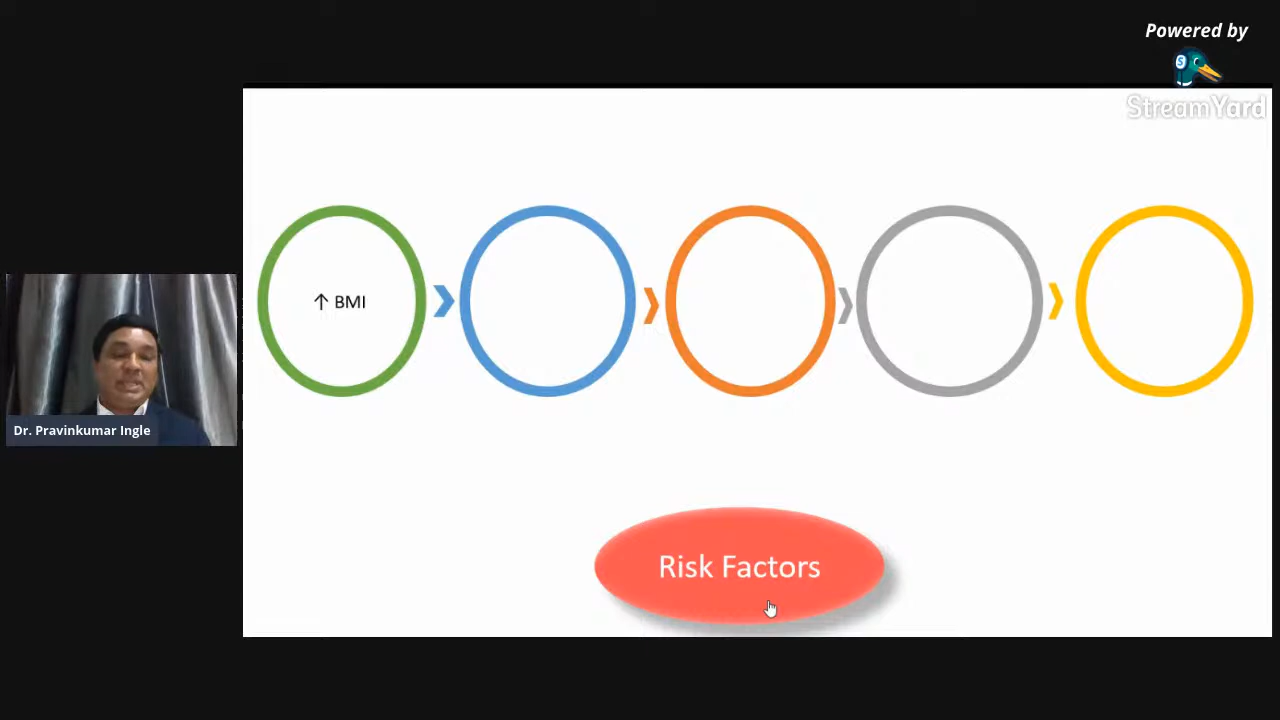 Powered by
StreamYard
↑ BMI
Dr. Pravinkumar Ingle
Risk Factors